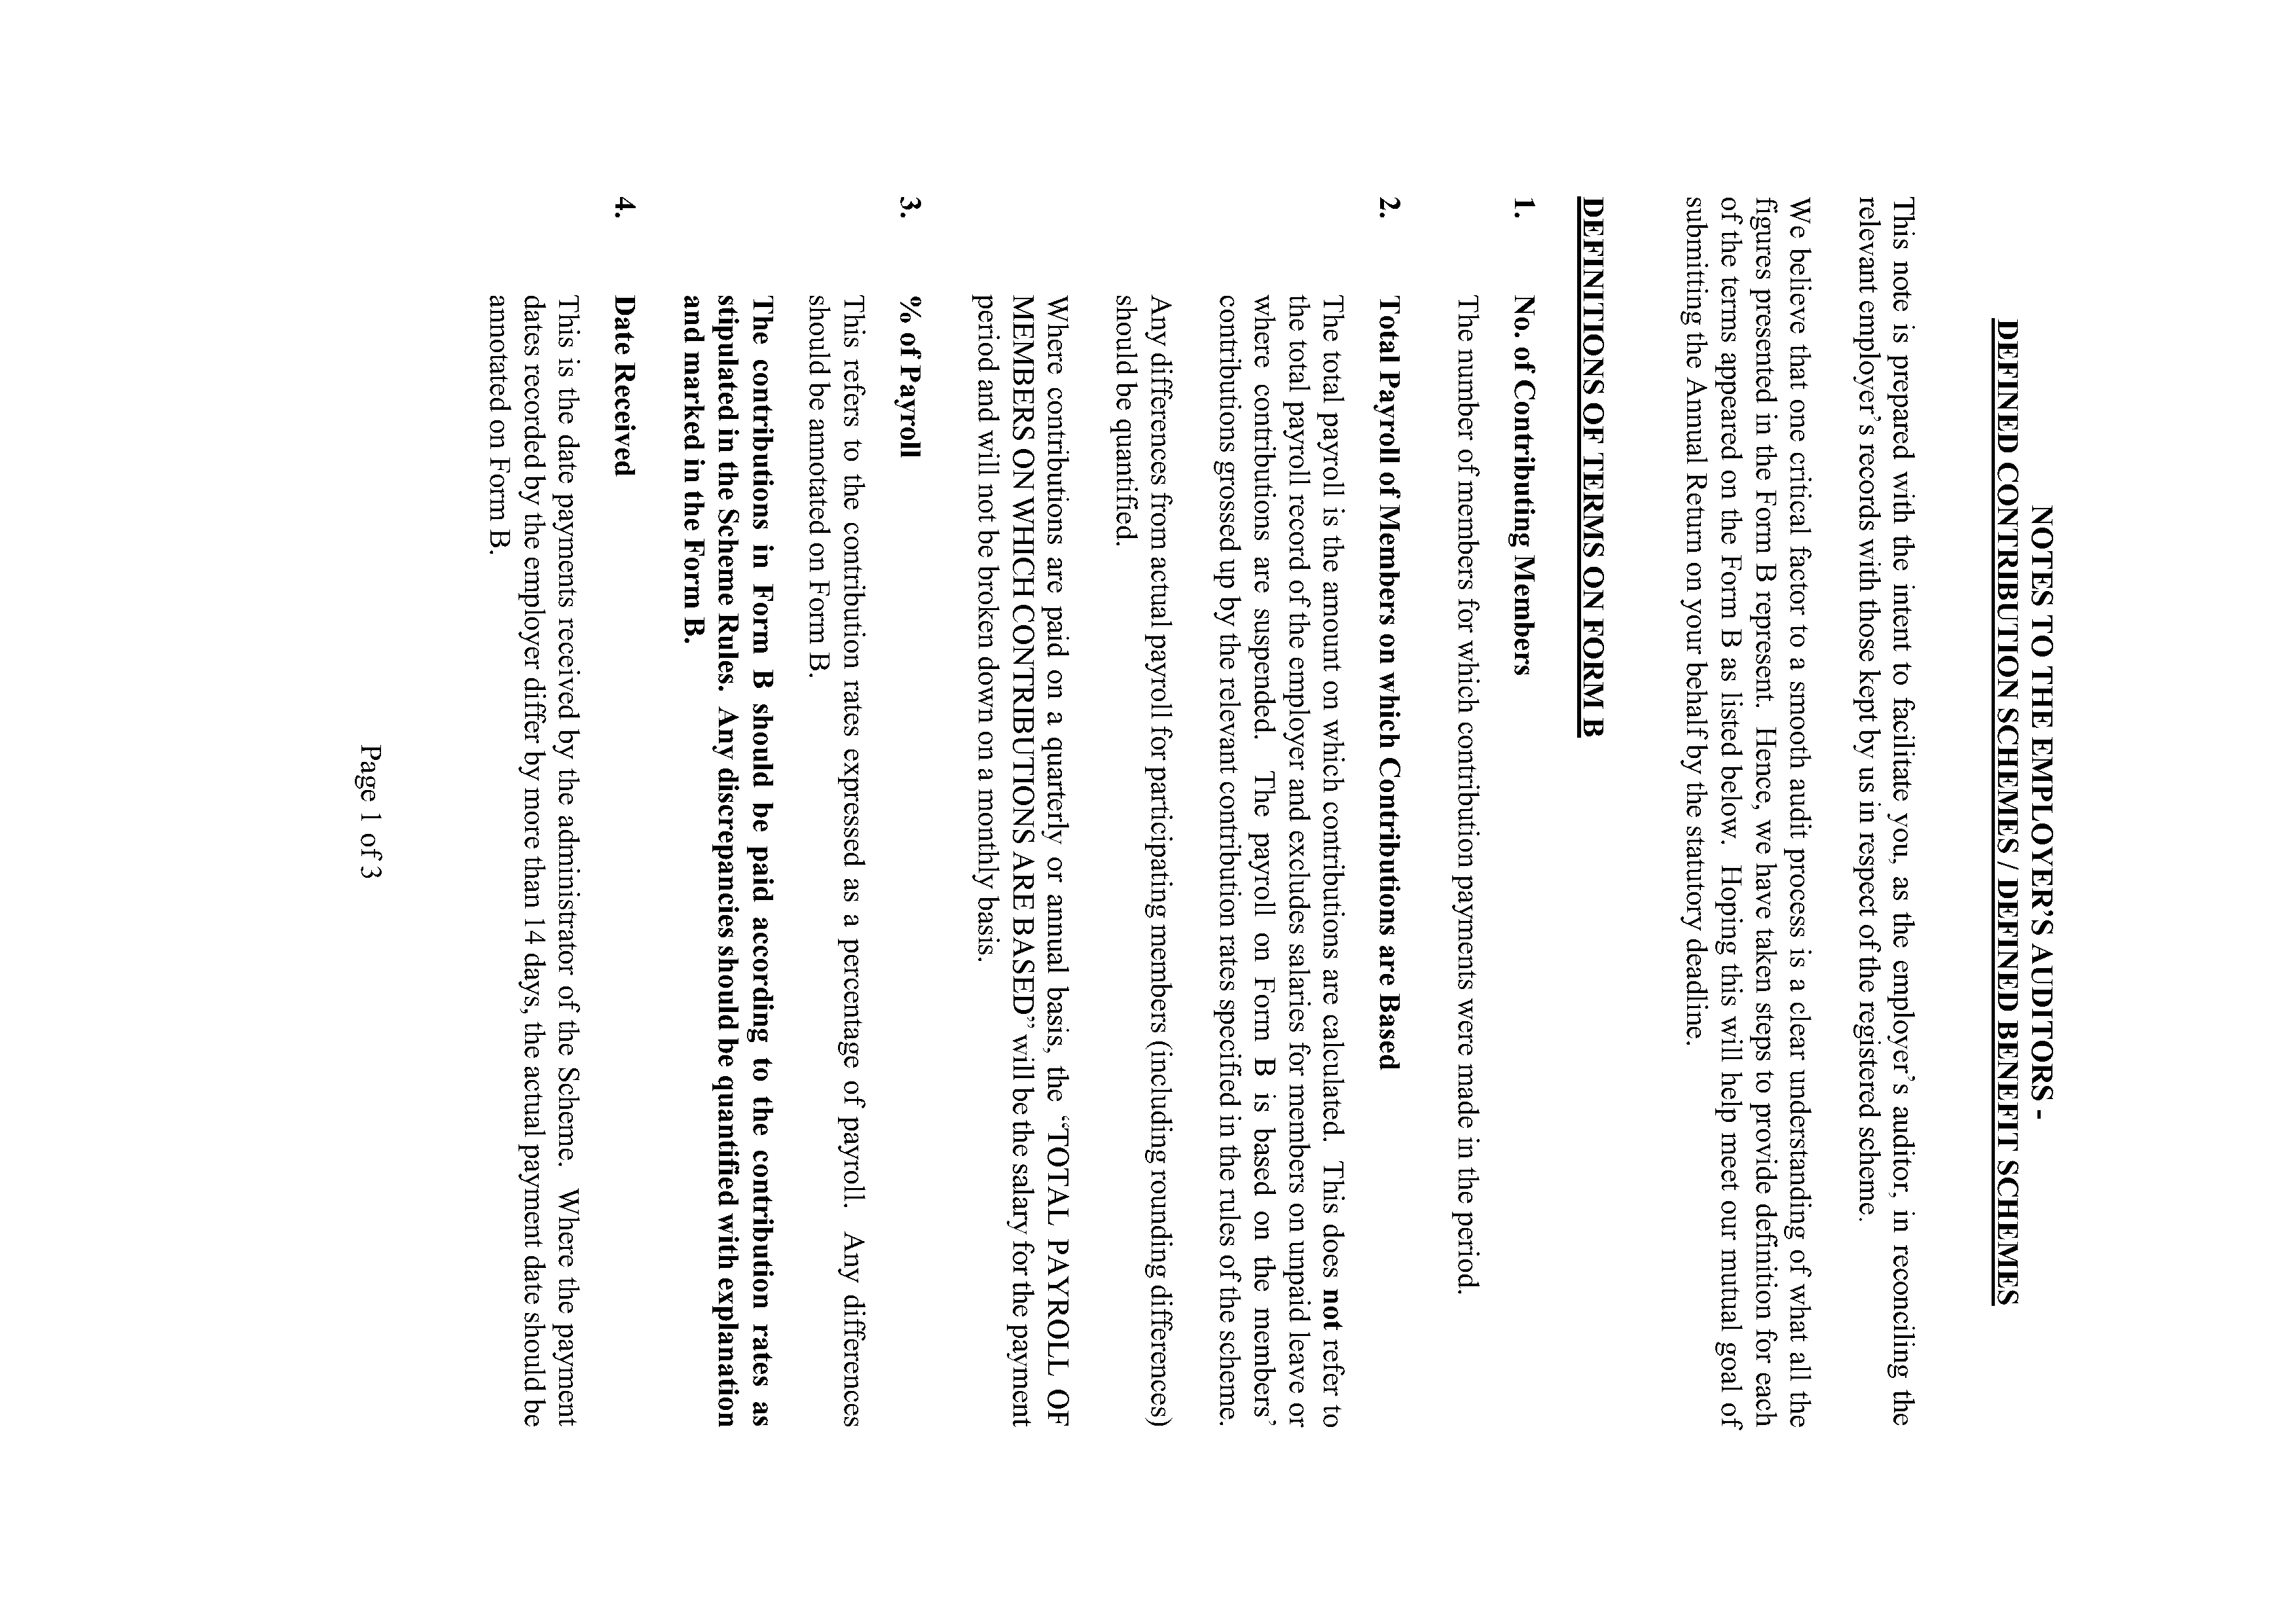 NOTES TO THE EMPLOYER’S AUDITORS -
DEFINED CONTRIBUTION SCHEMES / DEFINED BENEFIT SCHEMES
This note is prepared with the intent to facilitate you, as the employer’s auditor, in reconciling the
relevant employer’s records with those kept by us in respect of the registered scheme.
We believe that one critical factor to a smooth audit process is a clear understanding of what all the
figures presented in the Form B represent. Hence, we have taken steps to provide definition for each
of the terms appeared on the Form B as listed below. Hoping this will help meet our mutual goal of
submitting the Annual Return on your behalf by the statutory deadline.
DEFINITIONS OF TERMS ON FORM B
1. No. of Contributing Members
The number of members for which contribution payments were made in the period.
2. Total Payroll of Members on which Contributions are Based
The total payroll is the amount on which contributions are calculated. This does not refer to
the total payroll record of the employer and excludes salaries for members on unpaid leave or
where contributions are suspended. The payroll on Form B is based on the members’
contributions grossed up by the relevant contribution rates specified in the rules of the scheme.
Any differences from actual payroll for participating members (including rounding differences)
should be quantified.
Where contributions are paid on a quarterly or annual basis, the “TOTAL PAYROLL OF
MEMBERS ON WHICH CONTRIBUTIONS ARE BASED” will be the salary for the payment
period and will not be broken down on a monthly basis.
3. % of Payroll
This refers to the contribution rates expressed as a percentage of payroll. Any differences
should be annotated on Form B.
The contributions in Form B should be paid according to the contribution rates as
stipulated in the Scheme Rules. Any discrepancies should be quantified with explanation
and marked in the Form B.
4. Date Received
This is the date payments received by the administrator of the Scheme. Where the payment
dates recorded by the employer differ by more than 14 days, the actual payment date should be
annotated on Form B.
Page 1 of 3